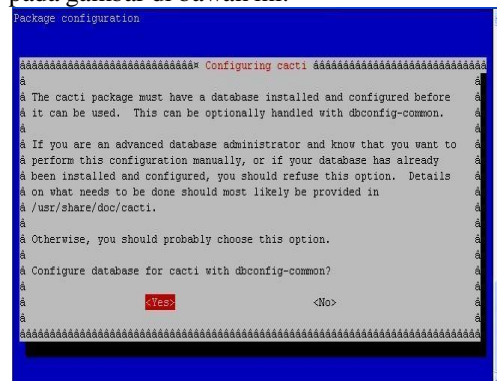 pada gambar di bawah ini.
Package configuration
Configuring cacti
The cacti package must have a database installed and configured before
it can be used. This can be optionally handled with dbconfig-common.
If you are an advanced database administrator and know that you want to
perform this configuration manually, or if your database has already
been installed and configured, you should refuse this option. Details
on what needs to be done should most likely be provided in
/usr/share/doc/cacti.
Otherwise, you should probably choose this option.
Configure database for cacti with dbconfig-common?
<Yes> <No>